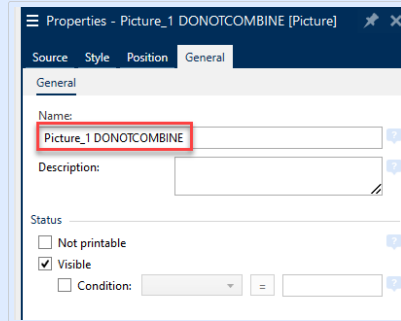 Properties - Picture_1 DONOTCOMBINE [Picture]
Source Style Position General
General
Name:
Picture_1 DONOTCOMBINE
Description:
Status
Not printable
Visible
Condition: =